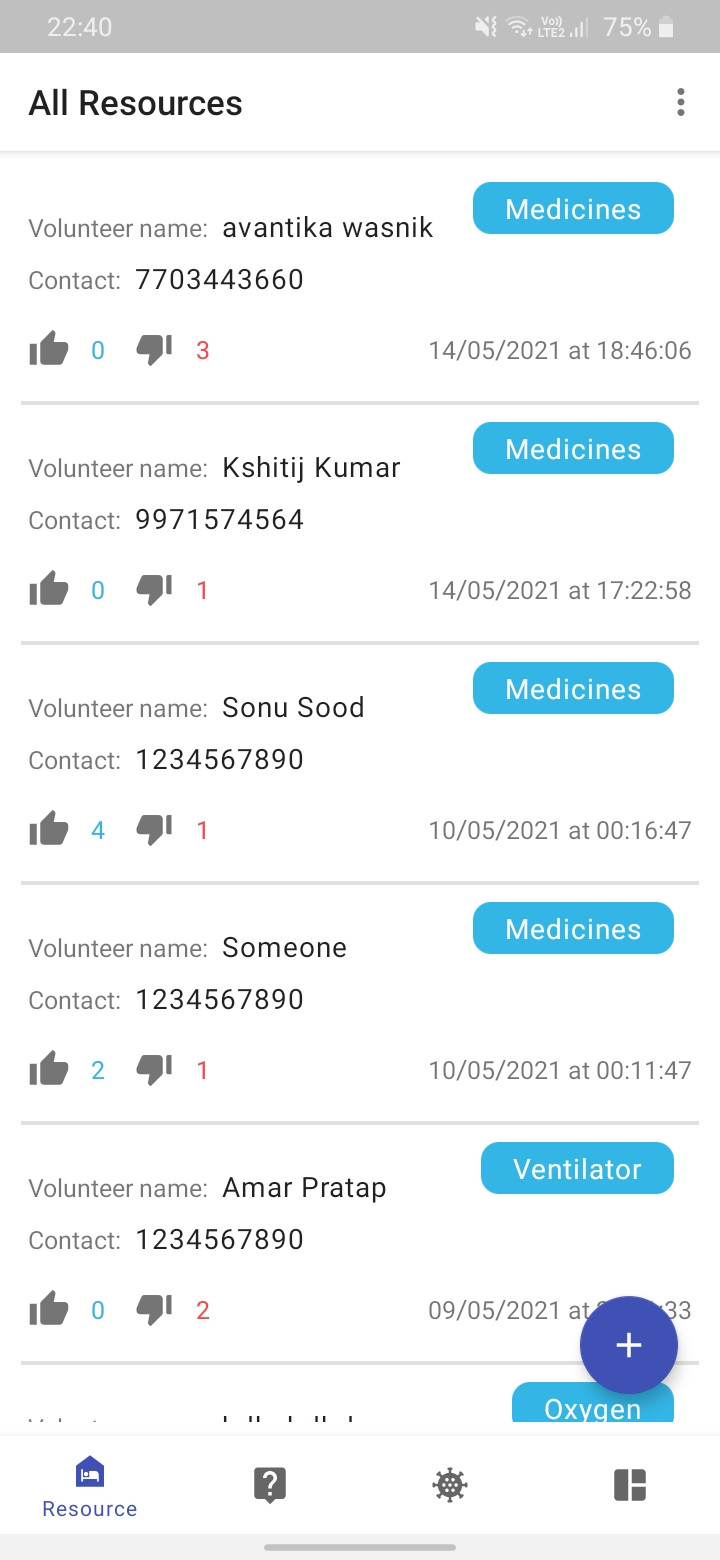 22:40 Vo)) LTE2 75%
All Resources
Medicines
Volunteer name: avantika wasnik
Contact: 7703443660
0 3 14/05/2021 at 18:46:06
Medicines
Volunteer name: Kshitij Kumar
Contact: 9971574564
0 1 14/05/2021 at 17:22:58
Medicines
Volunteer name: Sonu Sood
Contact: 1234567890
4 1 10/05/2021 at 00:16:47
Medicines
Volunteer name: Someone
Contact: 1234567890
2 1 10/05/2021 at 00:11:47
Ventilator
Volunteer name: Amar Pratap
Contact: 1234567890
0 2 09/05/2021 at :33
Oxygen
Resource